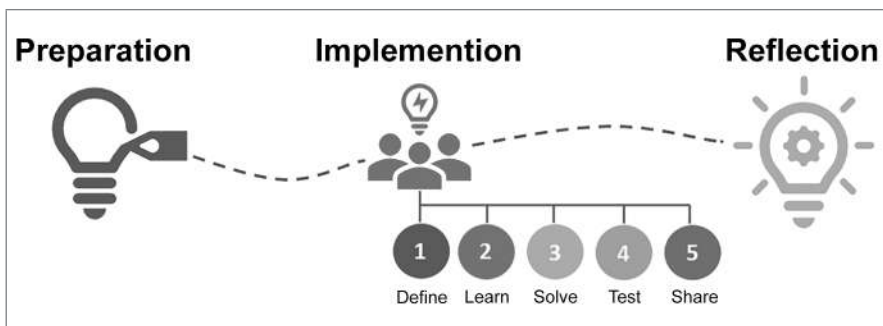 Preparation
Implemention
Reflection
1
2
3
4
5
Define
Learn
Solve
Test
Share